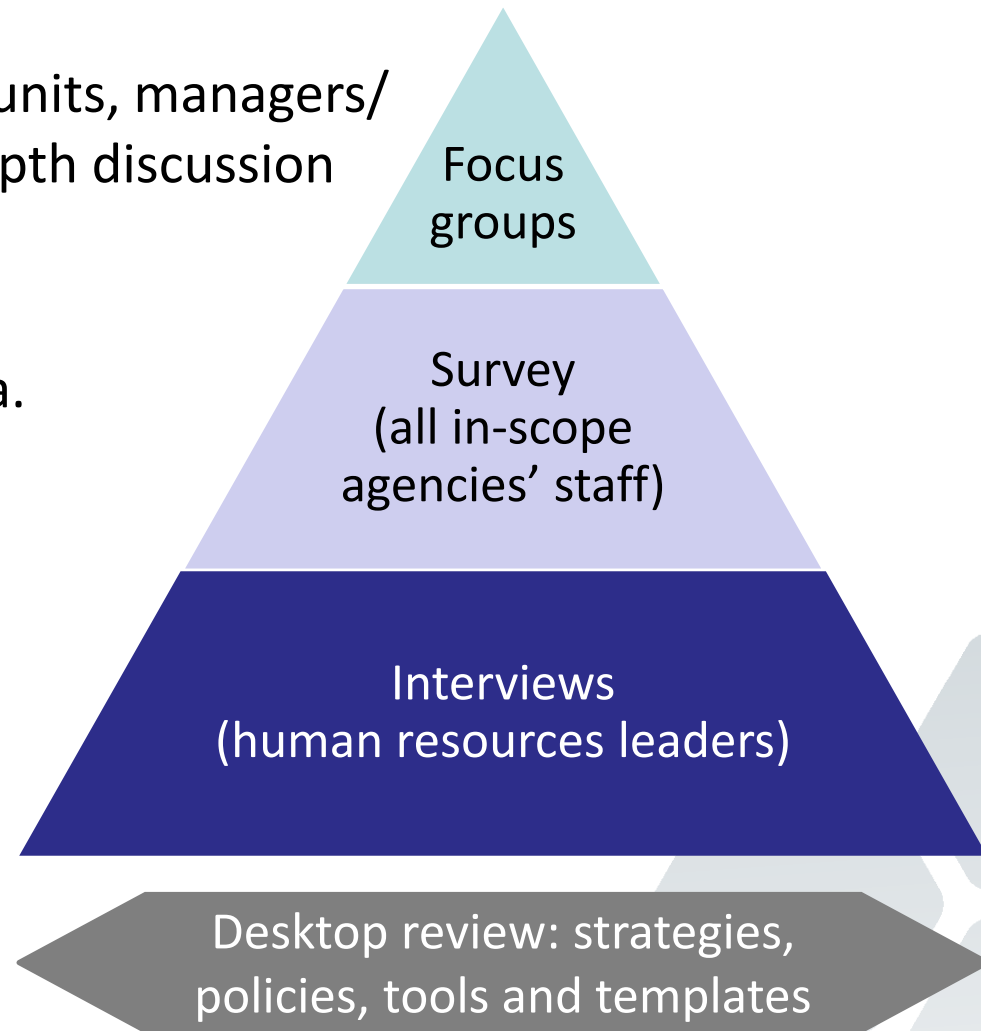 units, managers/
pth discussion
a.
Focus
groups
Survey
(all in-scope
agencies’ staff)
Interviews
(human resources leaders)
Desktop review: strategies,
policies, tools and templates